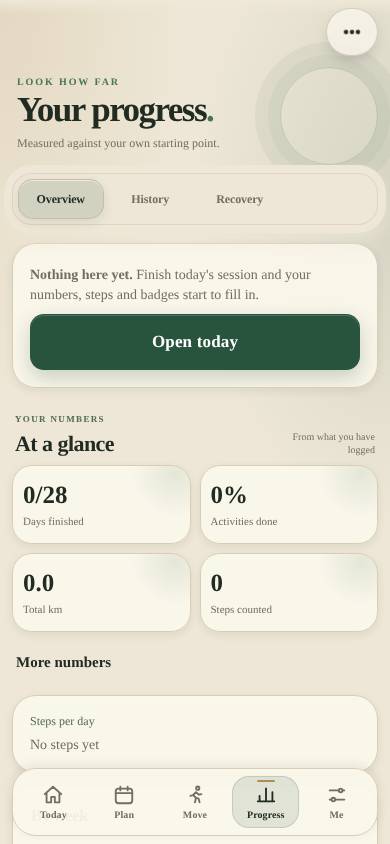 LOOK HOW FAR
Your progress.
Measured against your own starting point.
Overview
History
Recovery
Nothing here yet. Finish today's session and your
numbers, steps and badges start to fill in.
Open today
YOUR NUMBERS
At a glance
From what you have
logged
0/28
Days finished
0%
Activities done
0.0
Total km
0
Steps counted
More numbers
Steps per day
No steps yet
Today
Plan
Move
Progress
Me